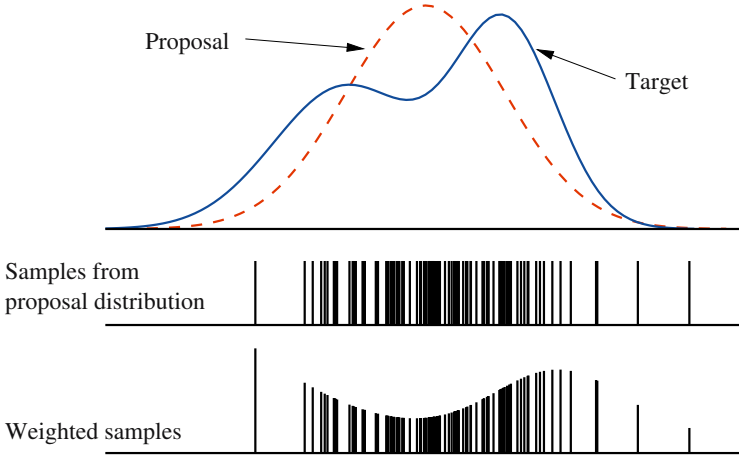 Proposal
Target
Samples from
proposal distribution
Weighted samples